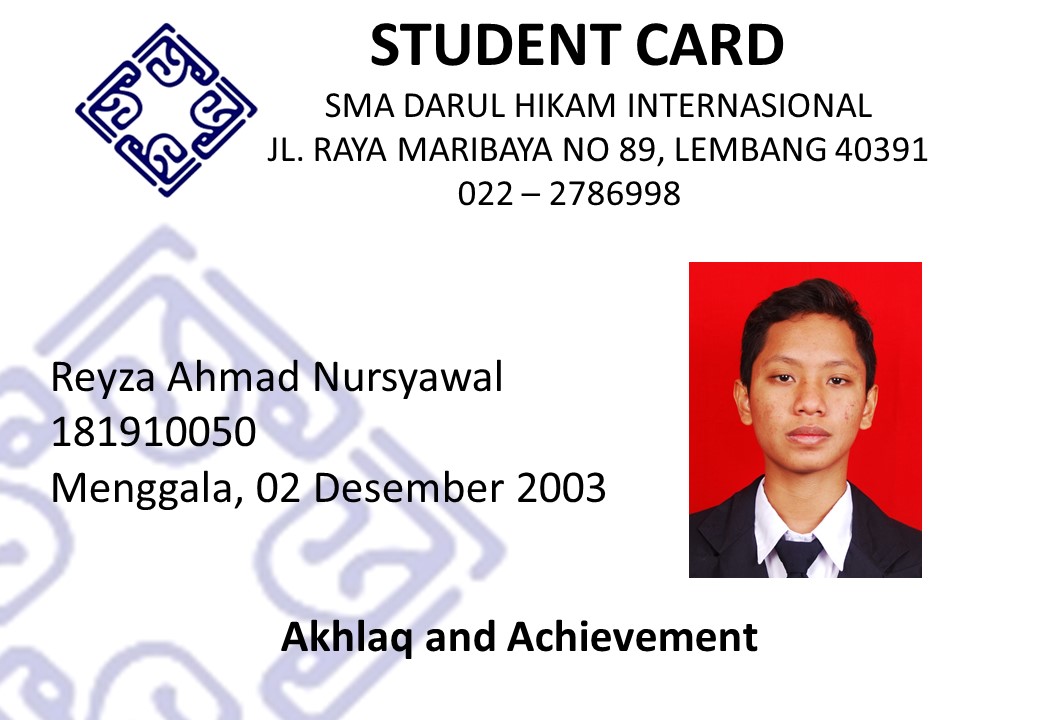 STUDENT CARD
SMA DARUL HIKAM INTERNASIONAL
JL. RAYA MARIBAYA NO 89, LEMBANG 40391
022 – 2786998
Reyza Ahmad Nursyawal
181910050
Menggala, 02 Desember 2003
Akhlaq and Achievement